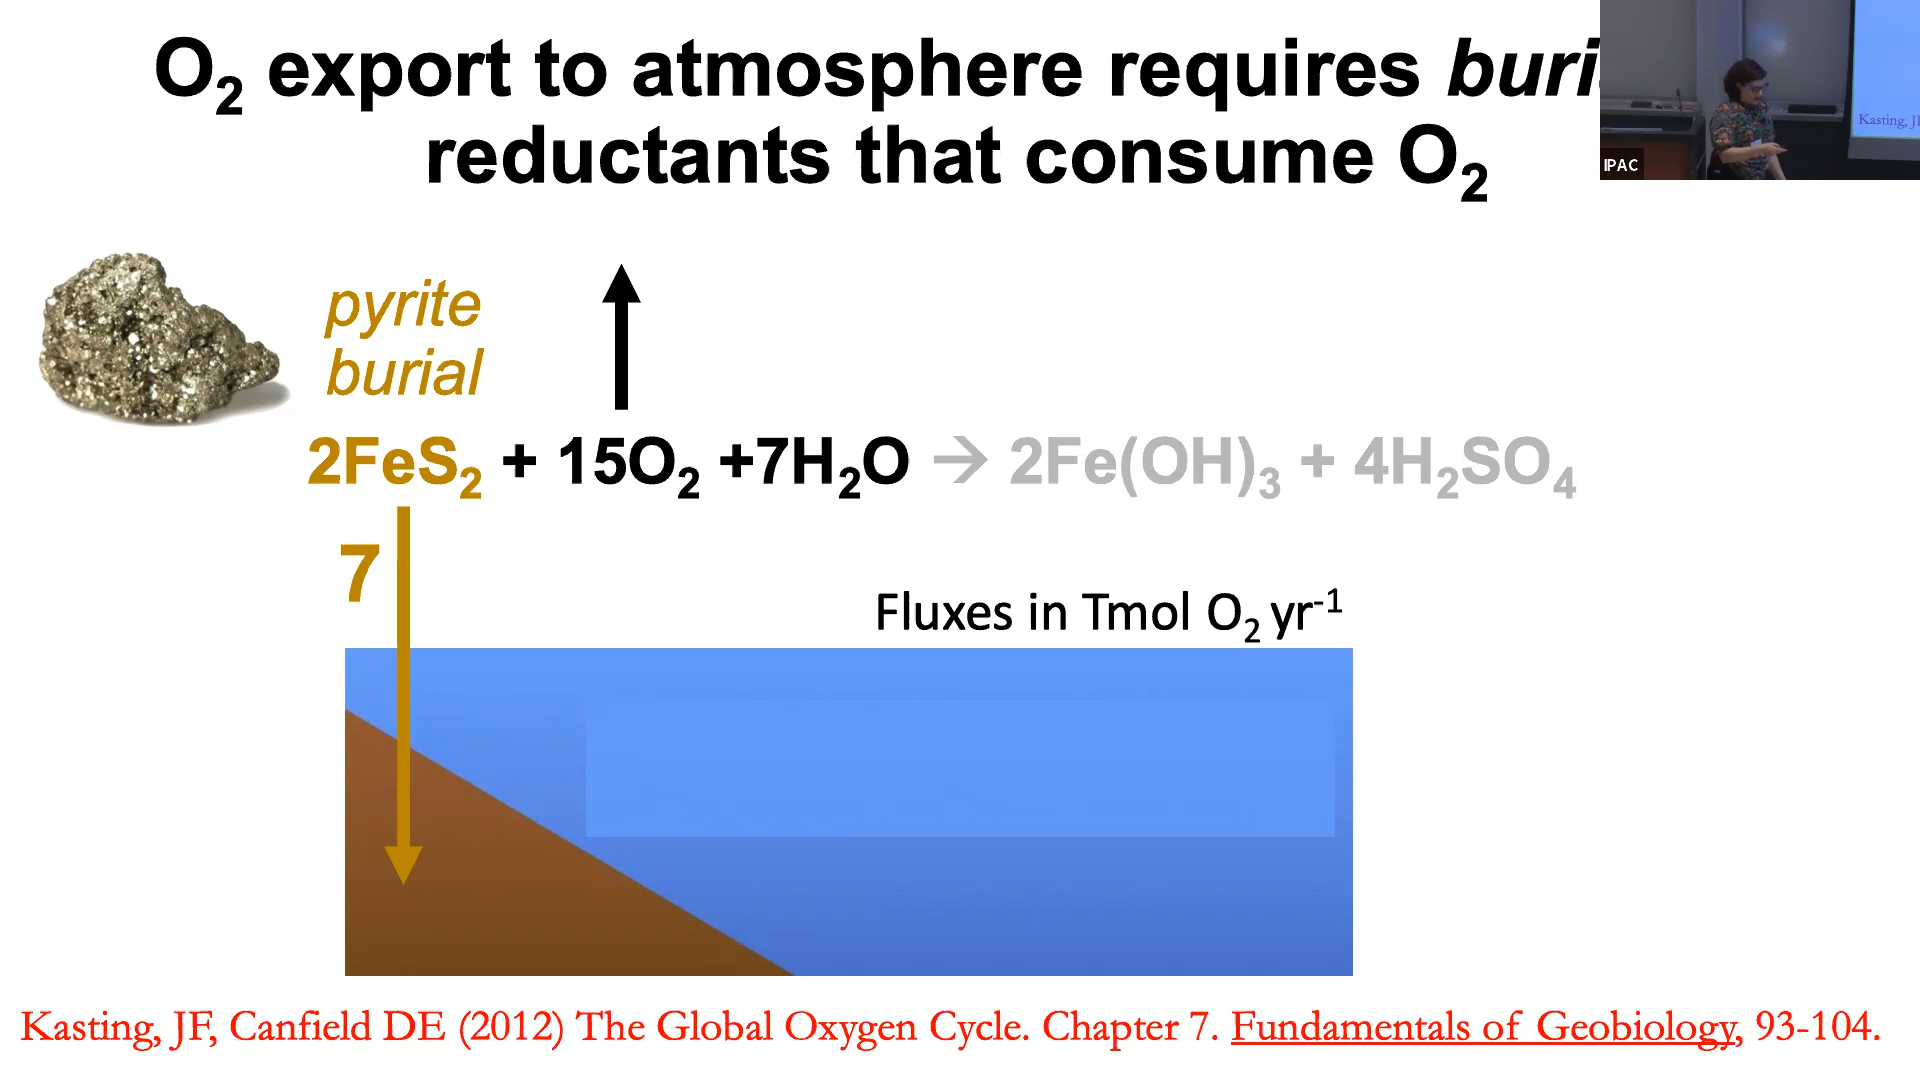 O₂ export to atmosphere requires
reductants that consume O₂
IPAC
Kasting,
pyrite
burial
2FeS₂ + 15O₂ +7H₂O → 2Fe(OH)₃ + 4H₂SO₄
7
Fluxes in Tmol O₂ yr⁻¹
Kasting, JF, Canfield DE (2012) The Global Oxygen Cycle. Chapter 7. Fundamentals of Geobiology, 93-104.